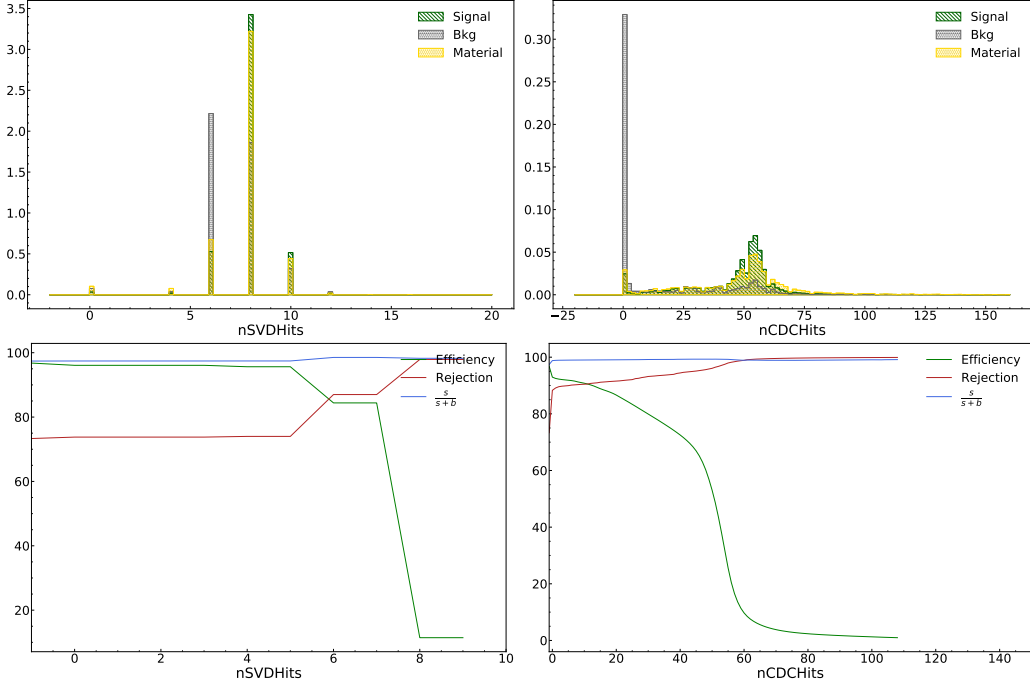 3.5
3.0
2.5
2.0
1.5
1.0
0.5
0.0
0 5 10 15 20
nSVDHits
Signal
Bkg
Material
0.30
0.25
0.20
0.15
0.10
0.05
0.00
−25 0 25 50 75 100 125 150
nCDCHits
Signal
Bkg
Material
100
80
60
40
20
0 2 4 6 8 10
nSVDHits
Efficiency
Rejection
s
s + b
100
80
60
40
20
0
0 20 40 60 80 100 120 140
nCDCHits
Efficiency
Rejection
s
s + b